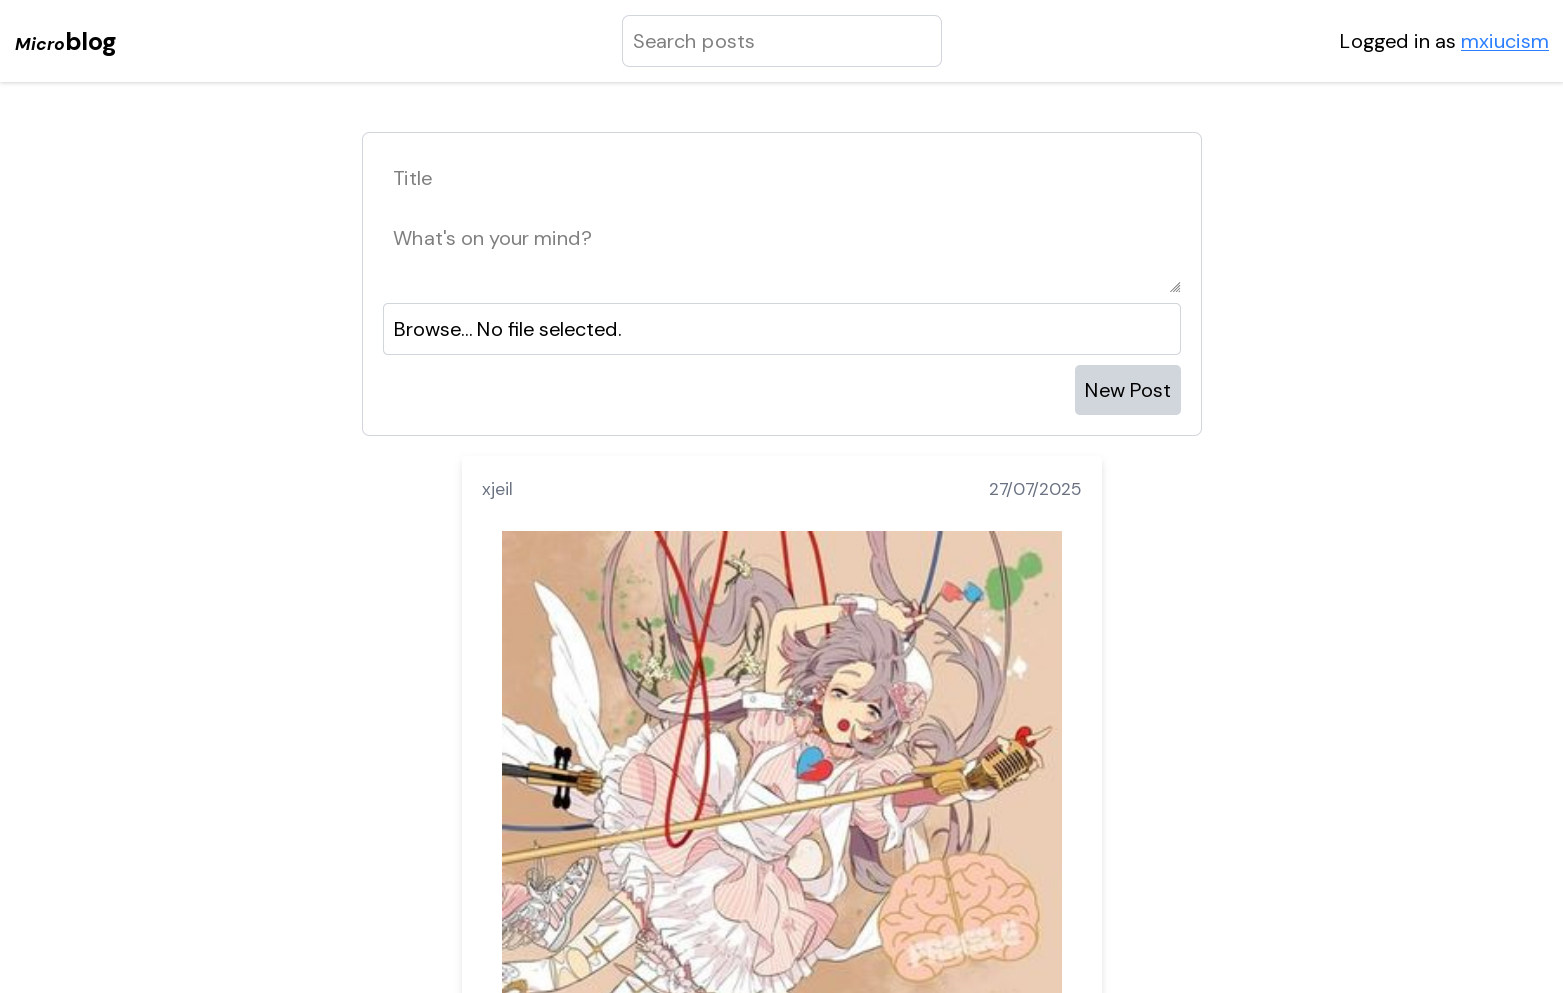 Microblog
Search posts
Logged in as mxiucism
Title
What's on your mind?
Browse... No file selected.
New Post
xjeil
27/07/2025